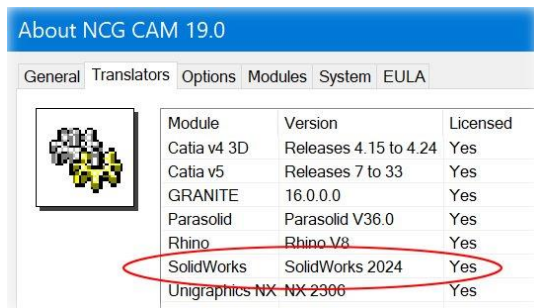 About NCG CAM 19.0
General Translators Options Modules System EULA
Module Version Licensed
Catia v4 3D Releases 4.15 to 4.24 Yes
Catia v5 Releases 7 to 33 Yes
GRANITE 16.0.0.0 Yes
Parasolid Parasolid V36.0 Yes
Rhino Rhino V8 Yes
SolidWorks SolidWorks 2024 Yes
Unigraphics NX NX 2306 Yes